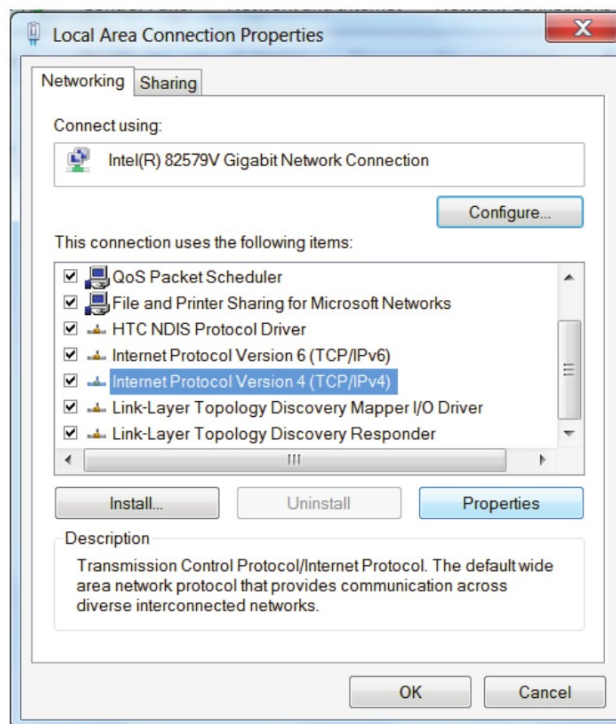 Local Area Connection Properties
X
Networking
Sharing
Connect using:
Intel(R) 82579V Gigabit Network Connection
Configure...
This connection uses the following items:
QoS Packet Scheduler
File and Printer Sharing for Microsoft Networks
HTC NDIS Protocol Driver
Internet Protocol Version 6 (TCP/IPv6)
Internet Protocol Version 4 (TCP/IPv4)
Link-Layer Topology Discovery Mapper I/O Driver
Link-Layer Topology Discovery Responder
Install...
Uninstall
Properties
Description
Transmission Control Protocol/Internet Protocol. The default wide
area network protocol that provides communication across
diverse interconnected networks.
OK
Cancel